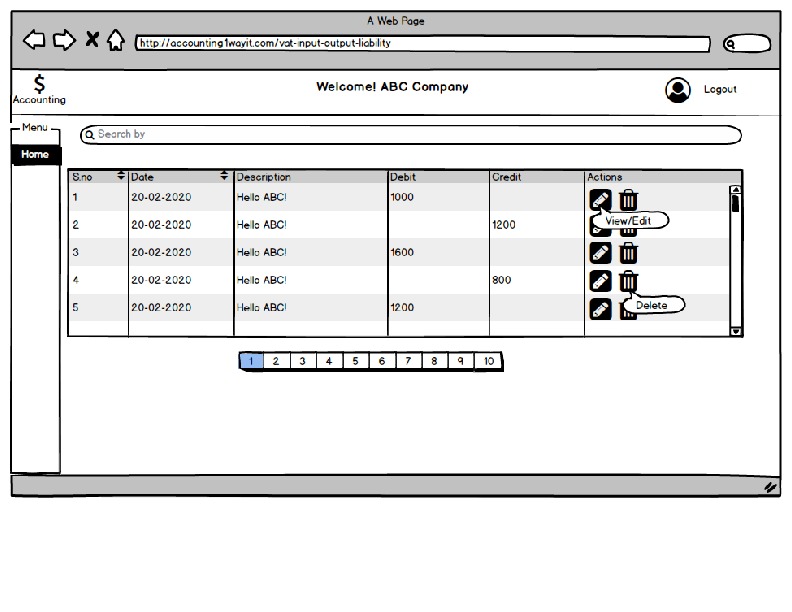 A Web Page
http://accounting1wayit.com/vat-input-output-liability
$
Accounting
Welcome! ABC Company
Logout
Menu
Search by
Home
S.no Date Description Debit Credit Actions
1 20-02-2020 Hello ABC! 1000
View/Edit
2 20-02-2020 Hello ABC! 1200
3 20-02-2020 Hello ABC! 1600
4 20-02-2020 Hello ABC! 800
Delete
5 20-02-2020 Hello ABC! 1200
1 2 3 4 5 6 7 8 9 10